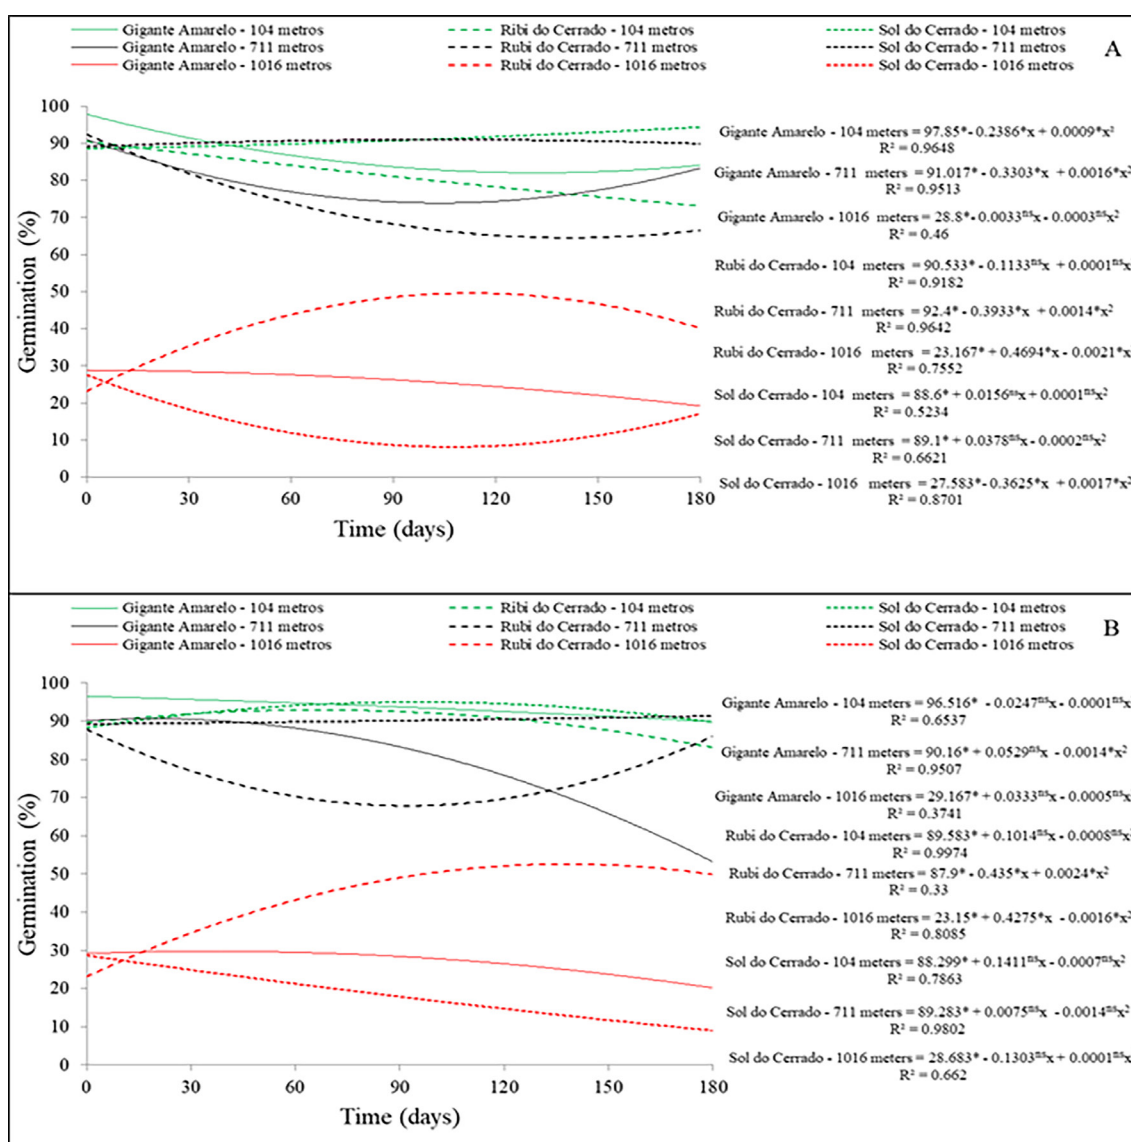 Gigante Amarelo - 104 metros Ribi do Cerrado - 104 metros Sol do Cerrado - 104 metros
Gigante Amarelo - 711 metros Rubi do Cerrado - 711 metros Sol do Cerrado - 711 metros
Gigante Amarelo - 1016 metros Rubi do Cerrado - 1016 metros Sol do Cerrado - 1016 metros
A
Germination (%)
100
90
80
70
60
50
40
30
20
10
0
0 30 60 90 120 150 180
Time (days)
Gigante Amarelo - 104 meters = 97.85*- 0.2386*x + 0.0009*x²
R² = 0.9648
Gigante Amarelo - 711 meters = 91.017*- 0.3303*x + 0.0016*x²
R² = 0.9513
Gigante Amarelo - 1016 meters = 28.8*- 0.0033ⁿˢx - 0.0003ⁿˢx²
R² = 0.46
Rubi do Cerrado - 104 meters = 90.533* - 0.1133ⁿˢx + 0.0001ⁿˢx
R² = 0.9182
Rubi do Cerrado - 711 meters = 92.4*- 0.3933*x + 0.0014*x²
R² = 0.9642
Rubi do Cerrado - 1016 meters = 23.167* + 0.4694*x - 0.0021*x
R² = 0.7552
Sol do Cerrado - 104 meters = 88.6* + 0.0156ⁿˢx + 0.0001ⁿˢx²
R² = 0.5234
Sol do Cerrado - 711 meters = 89.1* + 0.0378ⁿˢx - 0.0002ⁿˢx²
R² = 0.6621
Sol do Cerrado - 1016 meters = 27.583*- 0.3625*x + 0.0017*x²
R² = 0.8701
Gigante Amarelo - 104 metros Ribi do Cerrado - 104 metros Sol do Cerrado - 104 metros
Gigante Amarelo - 711 metros Rubi do Cerrado - 711 metros Sol do Cerrado - 711 metros
Gigante Amarelo - 1016 metros Rubi do Cerrado - 1016 metros Sol do Cerrado - 1016 metros
B
Germination (%)
100
90
80
70
60
50
40
30
20
10
0
0 30 60 90 120 150 180
Time (days)
Gigante Amarelo - 104 meters = 96.516* - 0.0247ⁿˢx - 0.0001ⁿˢx²
R² = 0.6537
Gigante Amarelo - 711 meters = 90.16* + 0.0529ⁿˢx - 0.0014*x²
R² = 0.9507
Gigante Amarelo - 1016 meters = 29.167* + 0.0333ⁿˢx - 0.0005ⁿˢx
R² = 0.3741
Rubi do Cerrado - 104 meters = 89.583* + 0.1014ⁿˢx - 0.0008ⁿˢx²
R² = 0.9974
Rubi do Cerrado - 711 meters = 87.9* - 0.435*x + 0.0024*x²
R² = 0.33
Rubi do Cerrado - 1016 meters = 23.15* + 0.4275*x - 0.0016*x²
R² = 0.8085
Sol do Cerrado - 104 meters = 88.299* + 0.1411ⁿˢx - 0.0007ⁿˢx²
R² = 0.7863
Sol do Cerrado - 711 meters = 89.283* + 0.0075ⁿˢx - 0.0014ⁿˢx²
R² = 0.9802
Sol do Cerrado - 1016 meters = 28.683* - 0.1303ⁿˢx + 0.0001ⁿˢx²
R² = 0.662